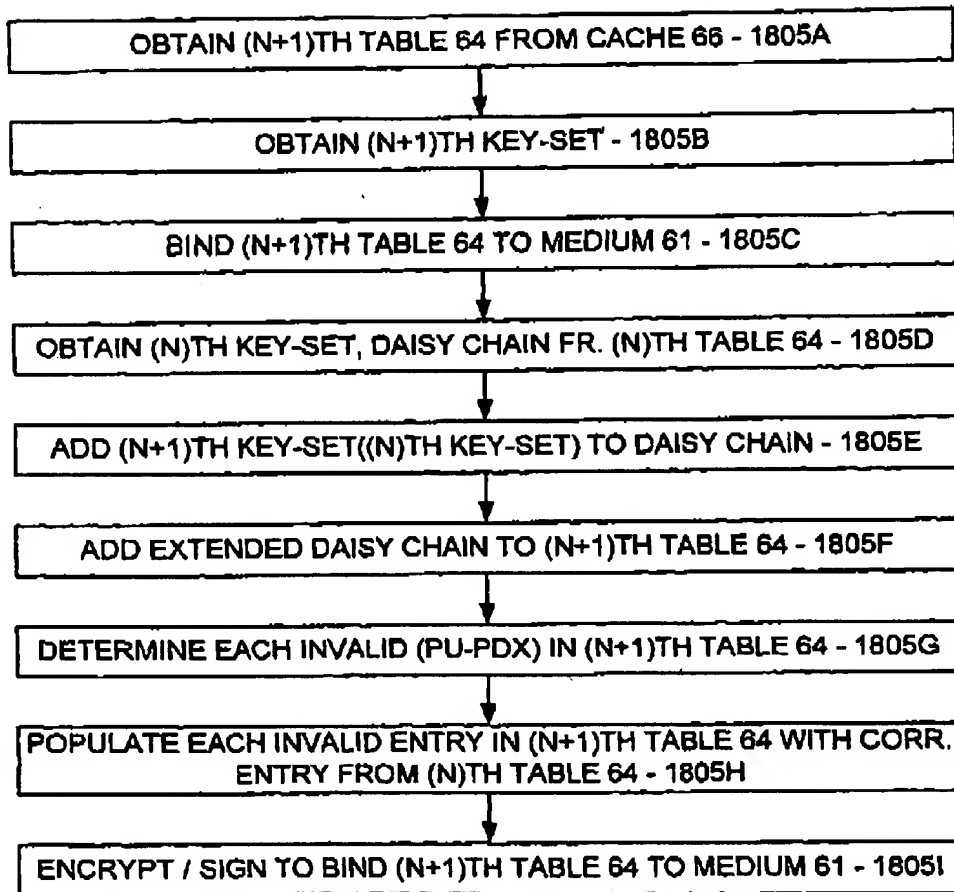 OBTAIN (N+1)TH TABLE 64 FROM CACHE 66 - 1805A
OBTAIN (N+1)TH KEY-SET - 1805B
BIND (N+1)TH TABLE 64 TO MEDIUM 61 - 1805C
OBTAIN (N)TH KEY-SET, DAISY CHAIN FR. (N)TH TABLE 64 - 1805D
ADD (N+1)TH KEY-SET((N)TH KEY-SET) TO DAISY CHAIN - 1805E
ADD EXTENDED DAISY CHAIN TO (N+1)TH TABLE 64 - 1805F
DETERMINE EACH INVALID (PU-PDX) IN (N+1)TH TABLE 64 - 1805G
POPULATE EACH INVALID ENTRY IN (N+1)TH TABLE 64 WITH CORR.
ENTRY FROM (N)TH TABLE 64 - 1805H
ENCRYPT / SIGN TO BIND (N+1)TH TABLE 64 TO MEDIUM 61 - 1805I